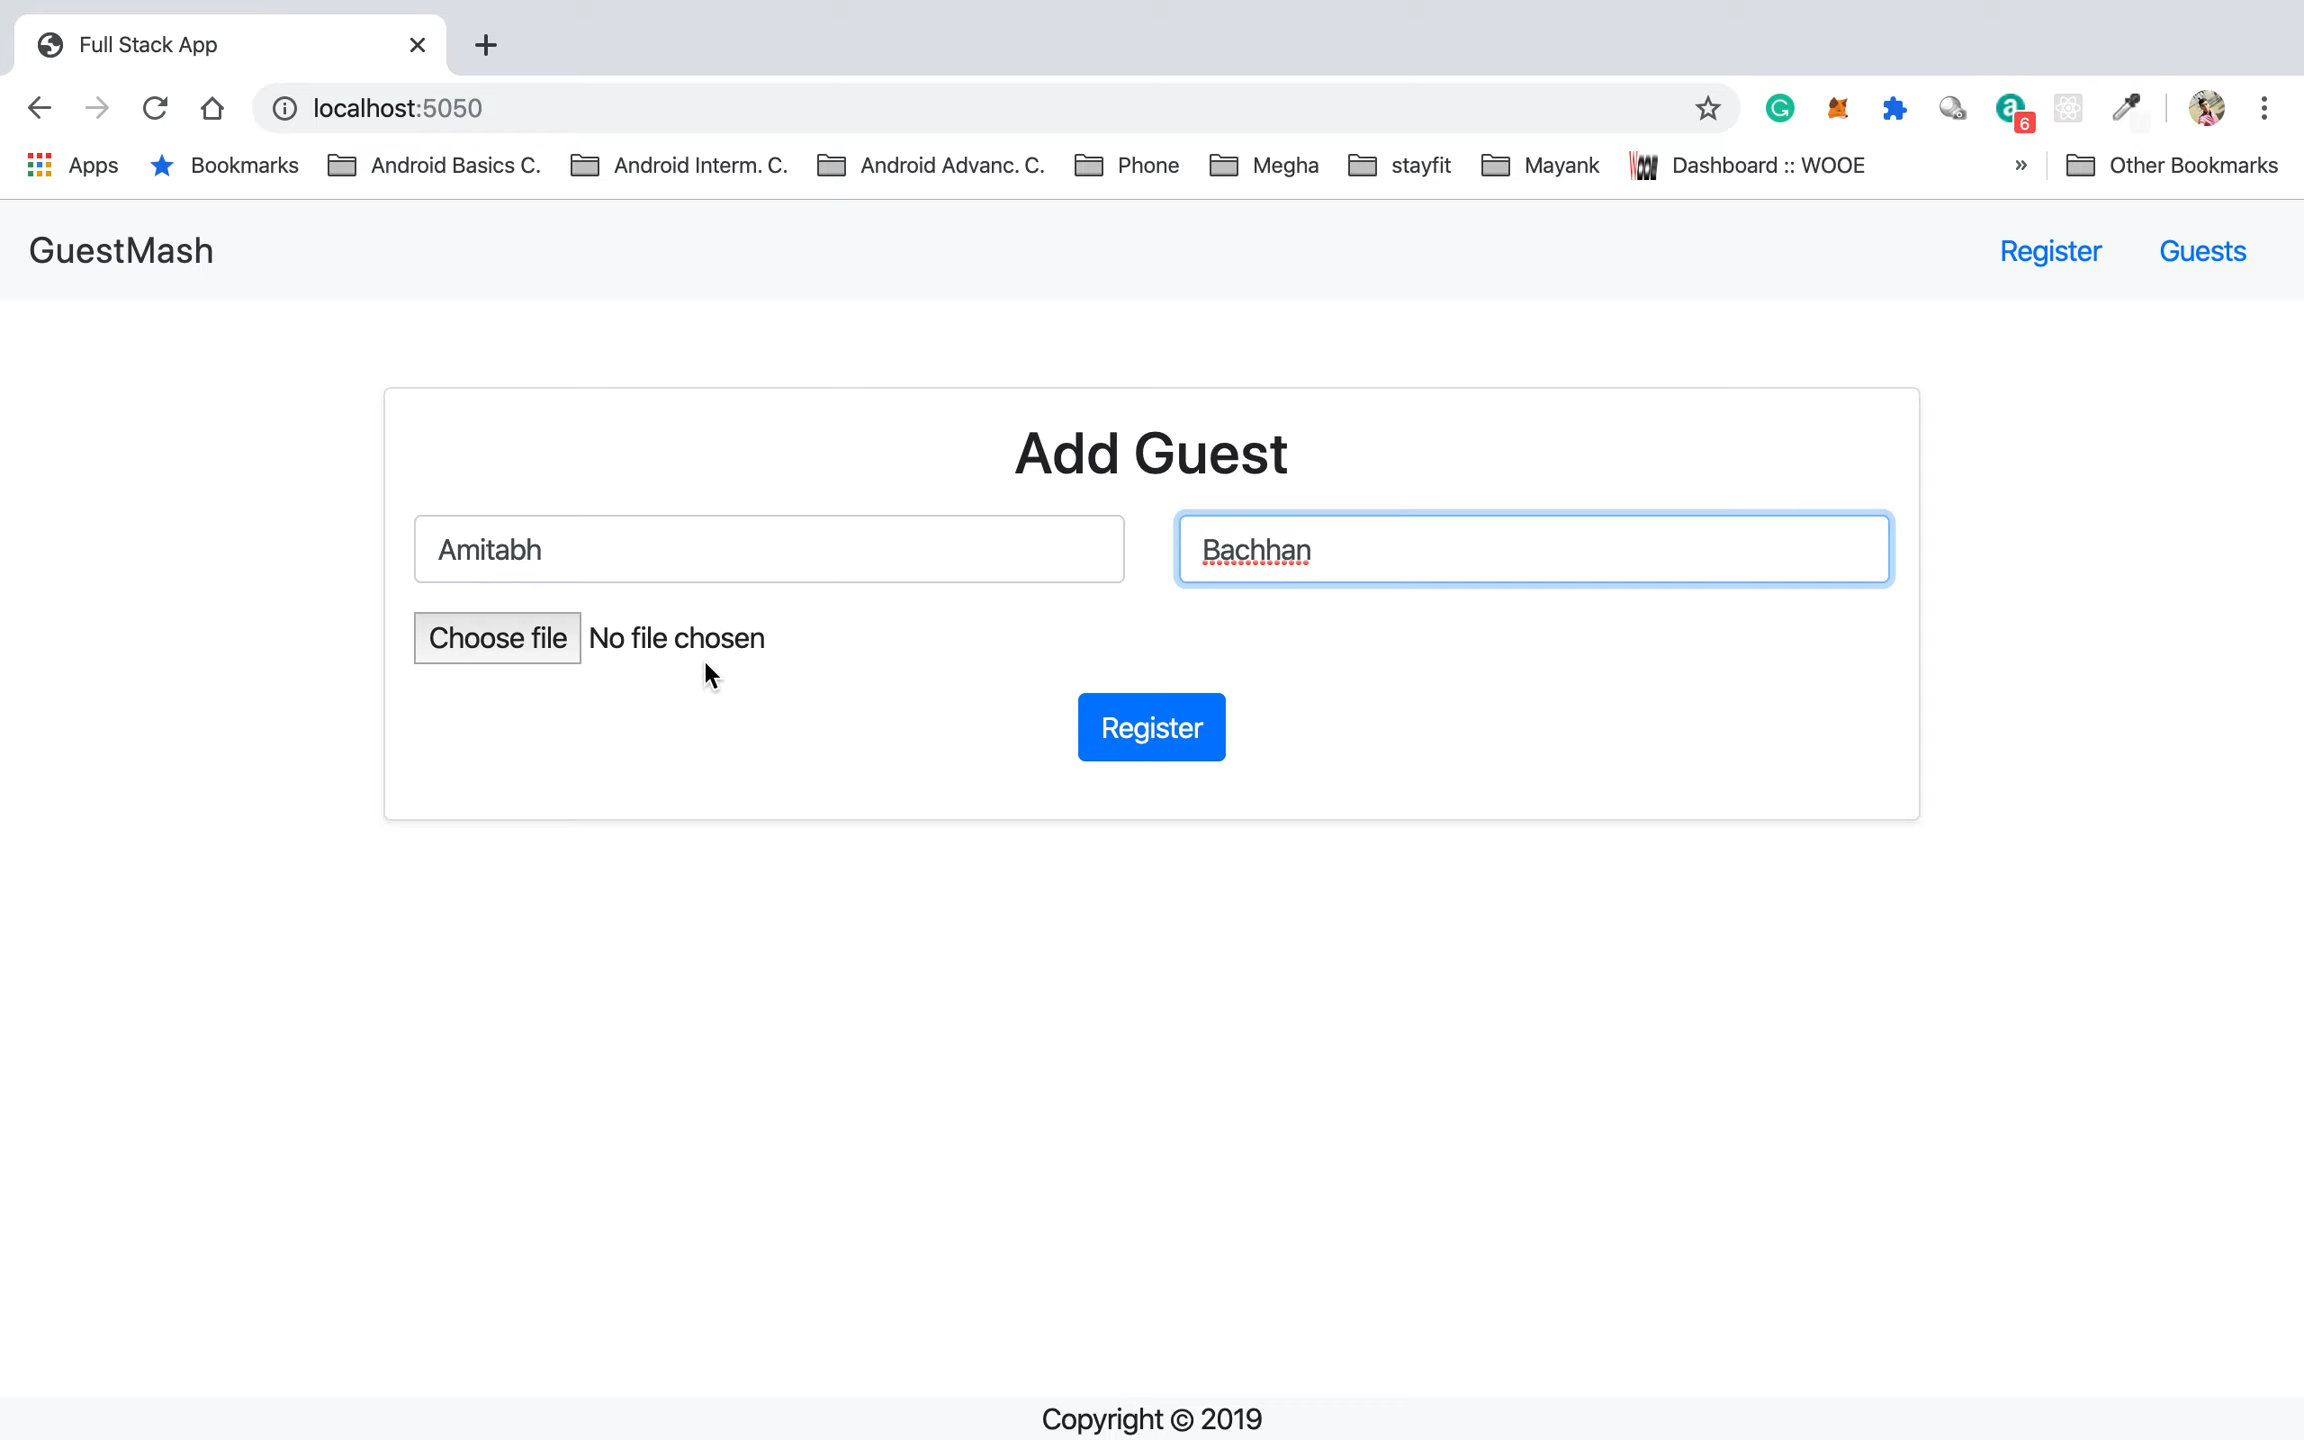 Full Stack App
localhost:5050
6
Apps Bookmarks Android Basics C. Android Interm. C. Android Advanc. C. Phone Megha stayfit Mayank Dashboard :: WOOE » Other Bookmarks
GuestMash Register Guests
Add Guest
Amitabh Bachhan
Choose file No file chosen
Register
Copyright © 2019